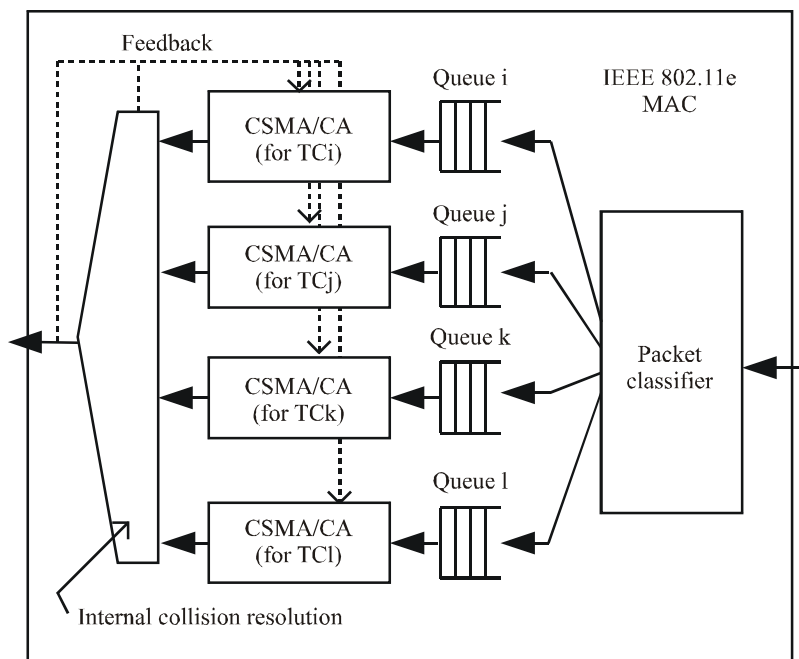 Feedback
Queue i
IEEE 802.11e
MAC
CSMA/CA
(for TCi)
Queue j
CSMA/CA
(for TCj)
Queue k
Packet
classifier
CSMA/CA
(for TCk)
Queue l
CSMA/CA
(for TCl)
Internal collision resolution